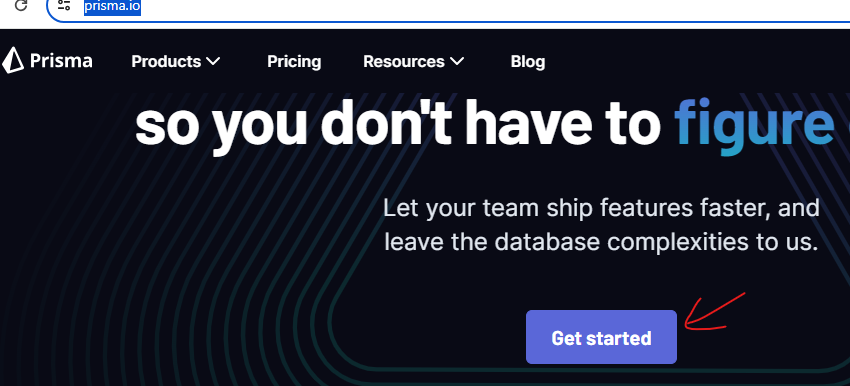 prisma.io
Prisma Products Pricing Resources Blog
so you don't have to figure
Let your team ship features faster, and
leave the database complexities to us.
Get started